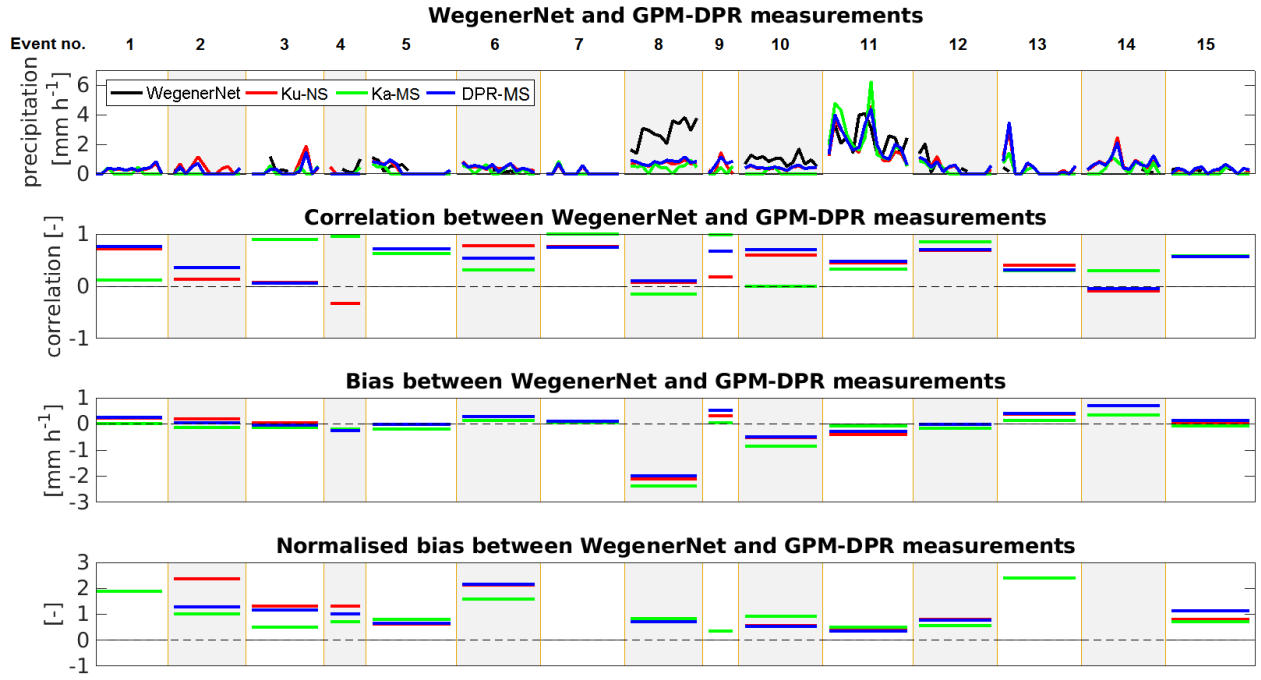 WegenerNet and GPM-DPR measurements
Event no. 1 2 3 4 5 6 7 8 9 10 11 12 13 14 15
precipitation
[mm h⁻¹]
6
4
2
0
WegenerNet Ku-NS Ka-MS DPR-MS
Correlation between WegenerNet and GPM-DPR measurements
correlation [-]
1
0
-1
Bias between WegenerNet and GPM-DPR measurements
[mm h⁻¹]
1
0
-1
-2
-3
Normalised bias between WegenerNet and GPM-DPR measurements
[-]
3
2
1
0
-1